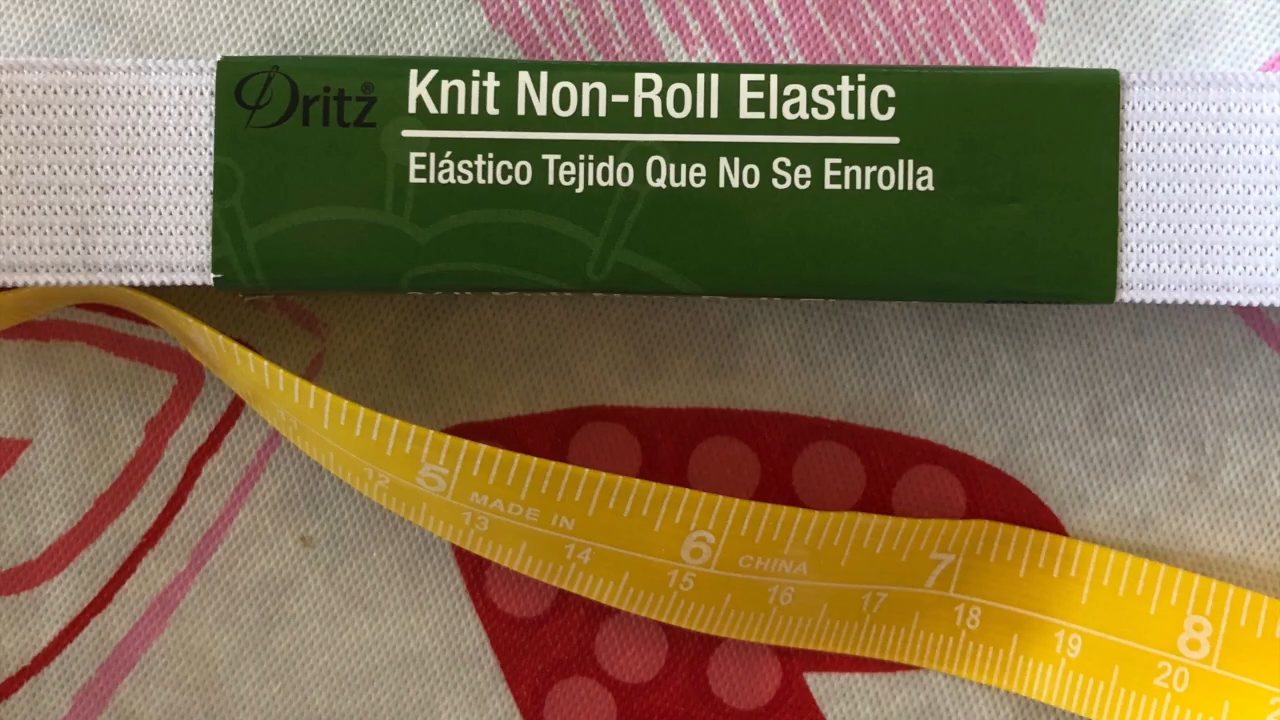 Dritz®
Knit Non-Roll Elastic
Elástico Tejido Que No Se Enrolla
5 6 7 8
MADE IN CHINA
12 13 14 15 16 17 18 19 20